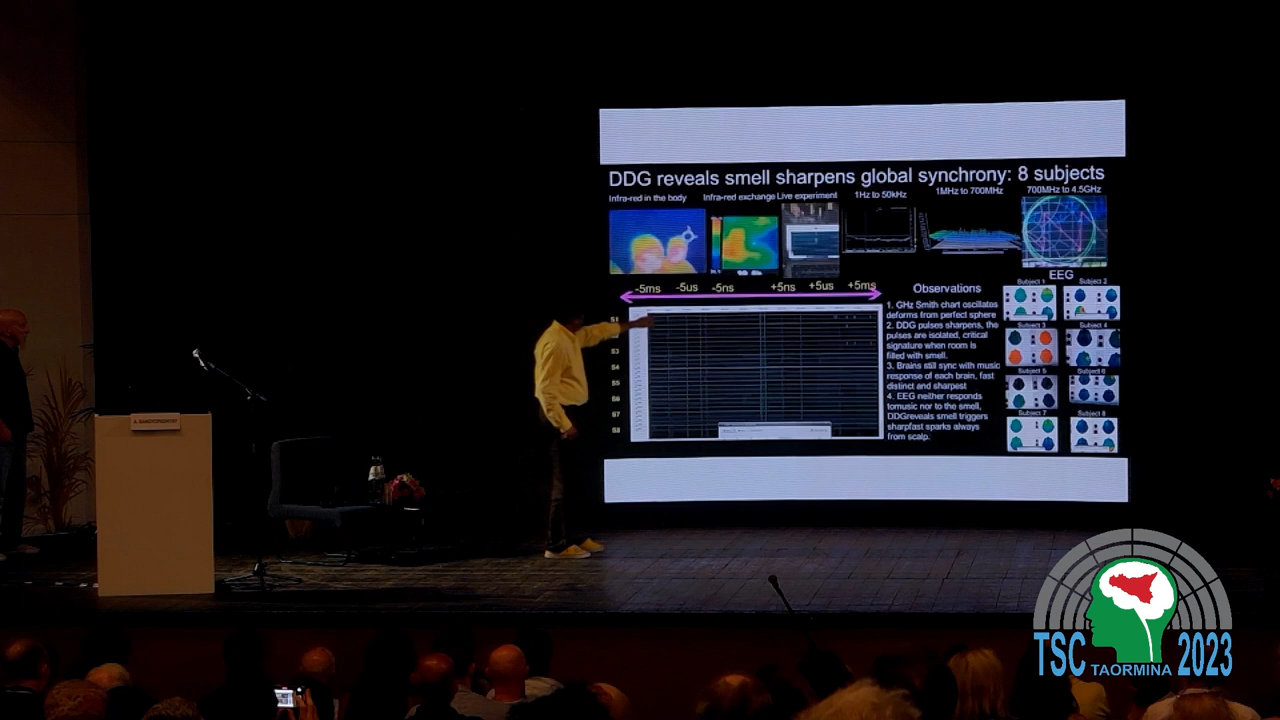 DDG reveals smell sharpens global synchrony: 8 subjects
Infra-red in the body
Infra-red exchange
Live experiment
1Hz to 50kHz
1MHz to 700MHz
700MHz to 4.5GHz
-5ms
-5us
-5ns
+5ns
+5us
+5ms
S1
S3
S4
S5
S6
S7
S8
Observations
1. GHz Smith chart oscillates
deforms from perfect sphere
2. DDG pulses sharpens, the
pulses are isolated, critical
signature when room is
filled with smell.
3. Brains still sync with music
response of each brain, fast
distinct and sharpest
4. EEG neither responds
tomusic nor to the smell,
DDGreveals smell triggers
sharpfast sparks always
from scalp.
EEG
Subject 1
Subject 2
Subject 3
Subject 4
Subject 5
Subject 6
Subject 7
Subject 8
A. BANDYOPADHYAY
TSC TAORMINA 2023